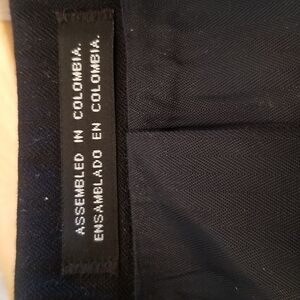 ASSEMBLED IN COLOMBIA.
ENSAMBLADO EN COLOMBIA.